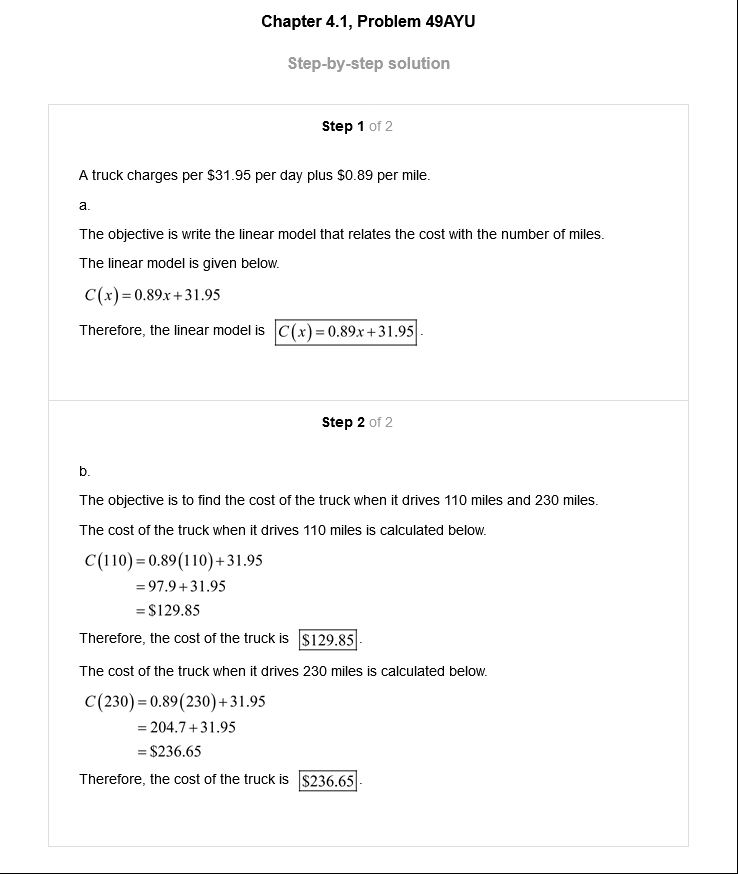 Chapter 4.1, Problem 49AYU
Step-by-step solution
Step 1 of 2
A truck charges per $31.95 per day plus $0.89 per mile.
a.
The objective is write the linear model that relates the cost with the number of miles.
The linear model is given below.
C(x)=0.89x+31.95
Therefore, the linear model is C(x)=0.89x+31.95.
Step 2 of 2
b.
The objective is to find the cost of the truck when it drives 110 miles and 230 miles.
The cost of the truck when it drives 110 miles is calculated below.
C(110)=0.89(110)+31.95
=97.9+31.95
=$129.85
Therefore, the cost of the truck is $129.85.
The cost of the truck when it drives 230 miles is calculated below.
C(230)=0.89(230)+31.95
=204.7+31.95
=$236.65
Therefore, the cost of the truck is $236.65.